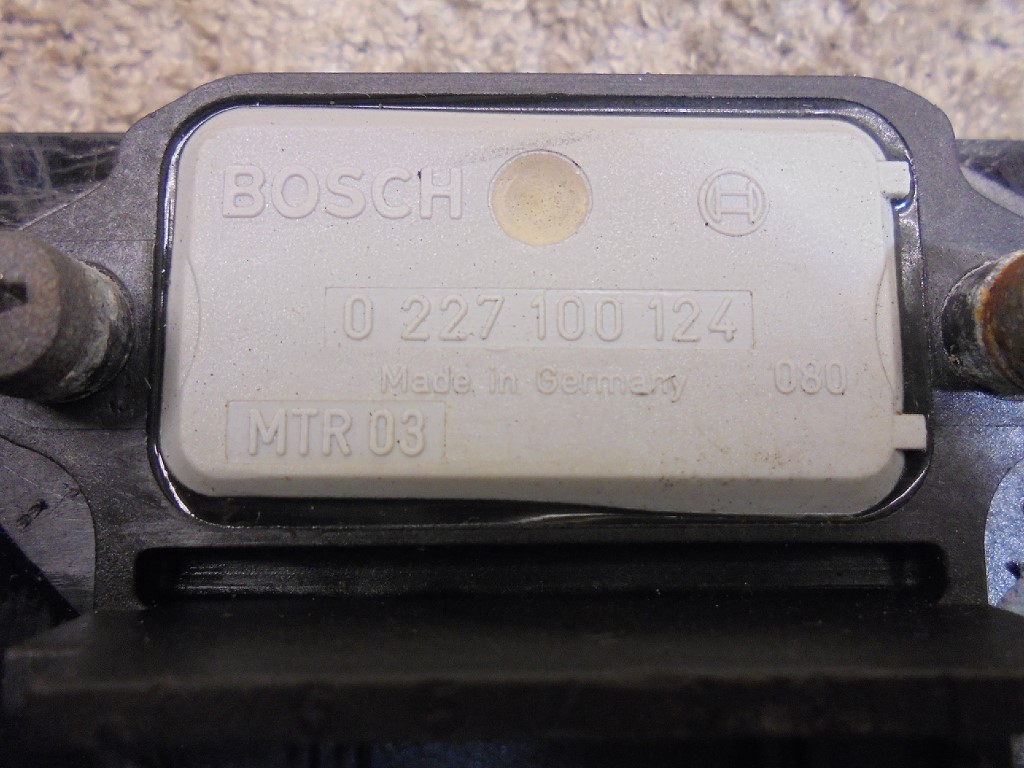 BOSCH
0 227 100 124
Made in Germany 080
MTR 03